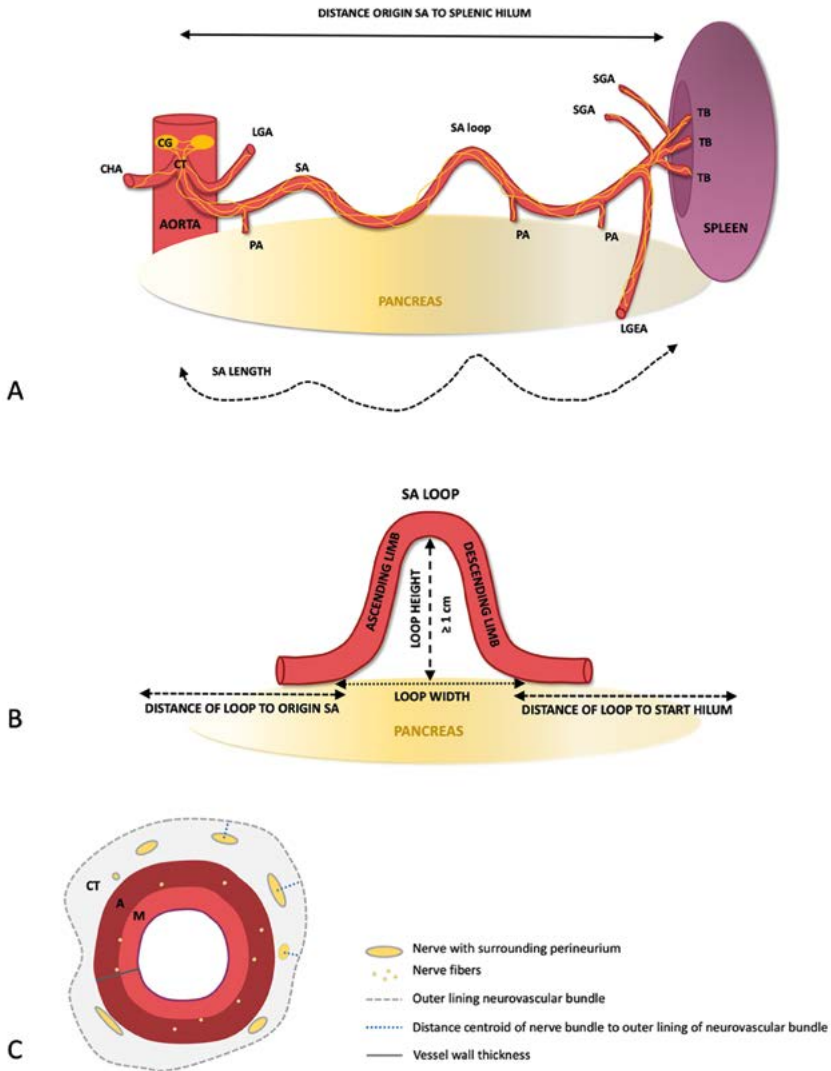 DISTANCE ORIGIN SA TO SPLENIC HILUM
SGA
SGA
TB
TB
TB
SA loop
LGA
CG
CT
CHA
SA
AORTA
PA
PA
PA
SPLEEN
PANCREAS
LGEA
SA LENGTH
A
SA LOOP
ASCENDING LIMB
LOOP HEIGHT
≥ 1 cm
DESCENDING LIMB
LOOP WIDTH
DISTANCE OF LOOP TO ORIGIN SA
DISTANCE OF LOOP TO START HILUM
PANCREAS
B
CT
A
M
Nerve with surrounding perineurium
Nerve fibers
Outer lining neurovascular bundle
Distance centroid of nerve bundle to outer lining of neurovascular bundle
Vessel wall thickness
C